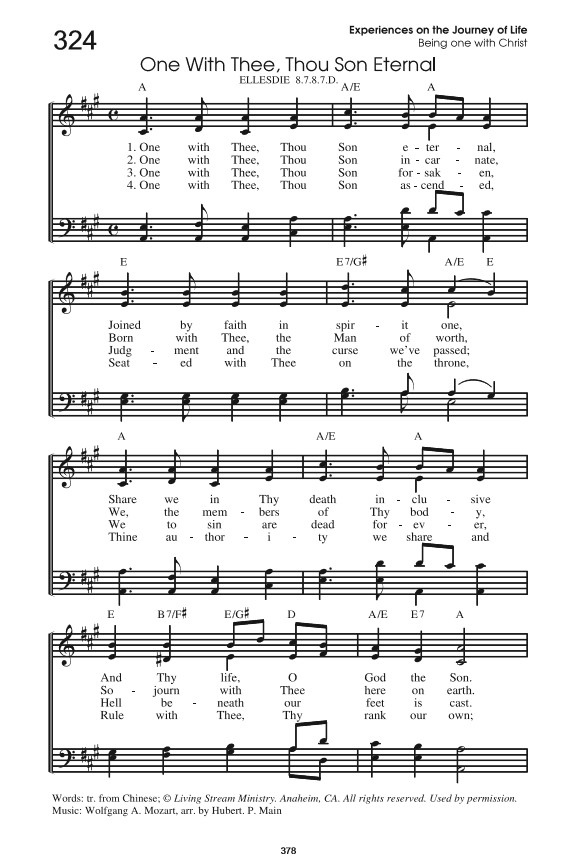 324
Experiences on the Journey of Life
Being one with Christ
One With Thee, Thou Son Eternal
ELLESDIE 8.7.8.7.D.
A A/E A
1. One with Thee, Thou Son e - ter - nal,
2. One with Thee, Thou Son in - car - nate,
3. One with Thee, Thou Son for - sak - en,
4. One with Thee, Thou Son as - cend - ed,
E E7/G♯ A/E E
Joined by faith in spir - it one,
Born with Thee, the Man of worth,
Judg - ment and the curse we've passed;
Seat - ed with Thee on the throne,
A A/E A
Share we in Thy death in - clu - sive
We, the mem - bers of Thy bod - y,
We to sin are dead for - ev - er,
Thine au - thor - i - ty we share and
E B7/F♯ E/G♯ D A/E E7 A
And Thy life, O God the Son.
So - journ with Thee here on earth.
Hell be - neath our feet is cast.
Rule with Thee, Thy rank our own;
Words: tr. from Chinese; © Living Stream Ministry. Anaheim, CA. All rights reserved. Used by permission.
Music: Wolfgang A. Mozart, arr. by Hubert. P. Main
378